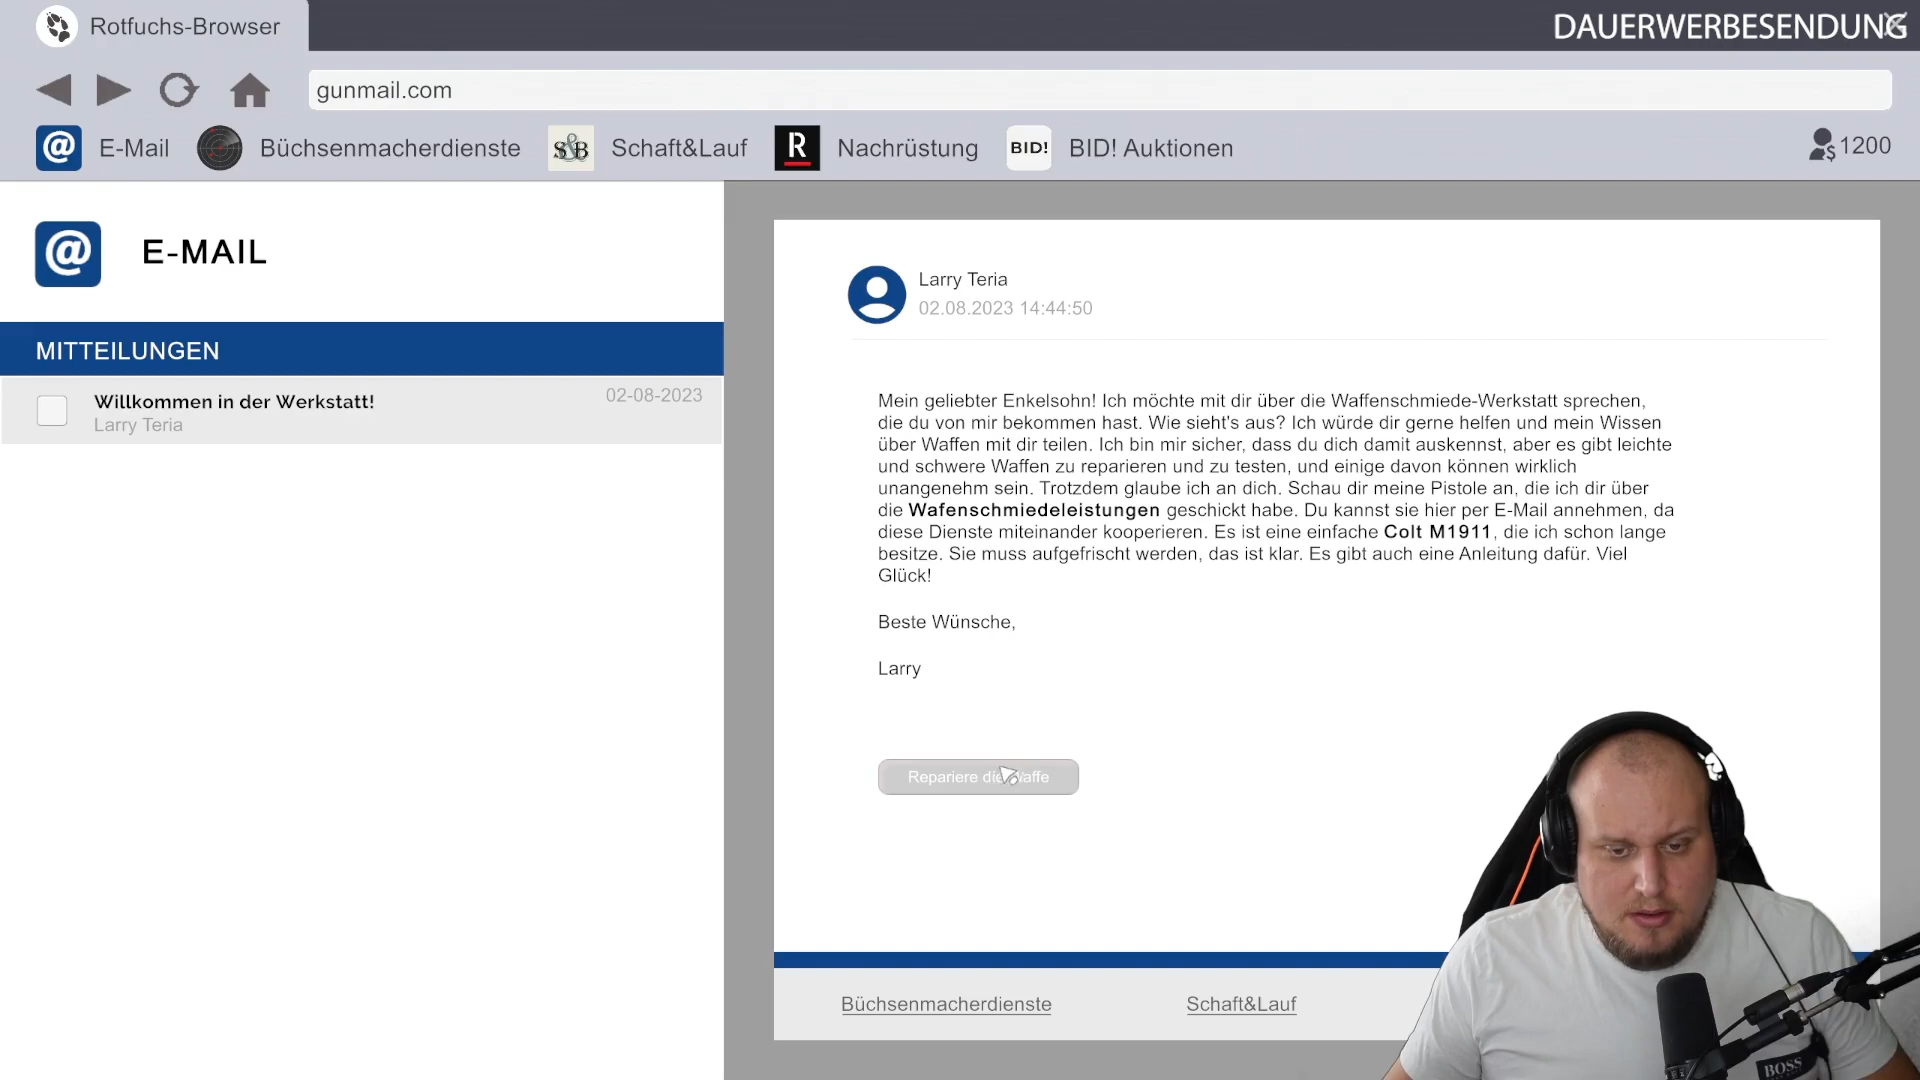 Rotfuchs-Browser
DAUERWERBESENDUNG
gunmail.com
@ E-Mail
Büchsenmacherdienste
S&B Schaft&Lauf
R Nachrüstung
BID! BID! Auktionen
1200
@ E-MAIL
MITTEILUNGEN
Willkommen in der Werkstatt!
02-08-2023
Larry Teria
Larry Teria
02.08.2023 14:44:50
Mein geliebter Enkelsohn! Ich möchte mit dir über die Waffenschmiede-Werkstatt sprechen,
die du von mir bekommen hast. Wie sieht's aus? Ich würde dir gerne helfen und mein Wissen
über Waffen mit dir teilen. Ich bin mir sicher, dass du dich damit auskennst, aber es gibt leichte
und schwere Waffen zu reparieren und zu testen, und einige davon können wirklich
unangenehm sein. Trotzdem glaube ich an dich. Schau dir meine Pistole an, die ich dir über
die Wafenschmiedeleistungen geschickt habe. Du kannst sie hier per E-Mail annehmen, da
diese Dienste miteinander kooperieren. Es ist eine einfache Colt M1911, die ich schon lange
besitze. Sie muss aufgefrischt werden, das ist klar. Es gibt auch eine Anleitung dafür. Viel
Glück!
Beste Wünsche,
Larry
Repariere die Waffe
Büchsenmacherdienste
Schaft&Lauf
BOSS